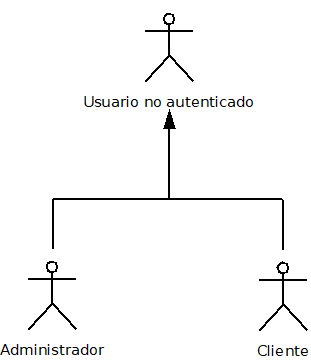 Usuario no autenticado
Administrador
Cliente